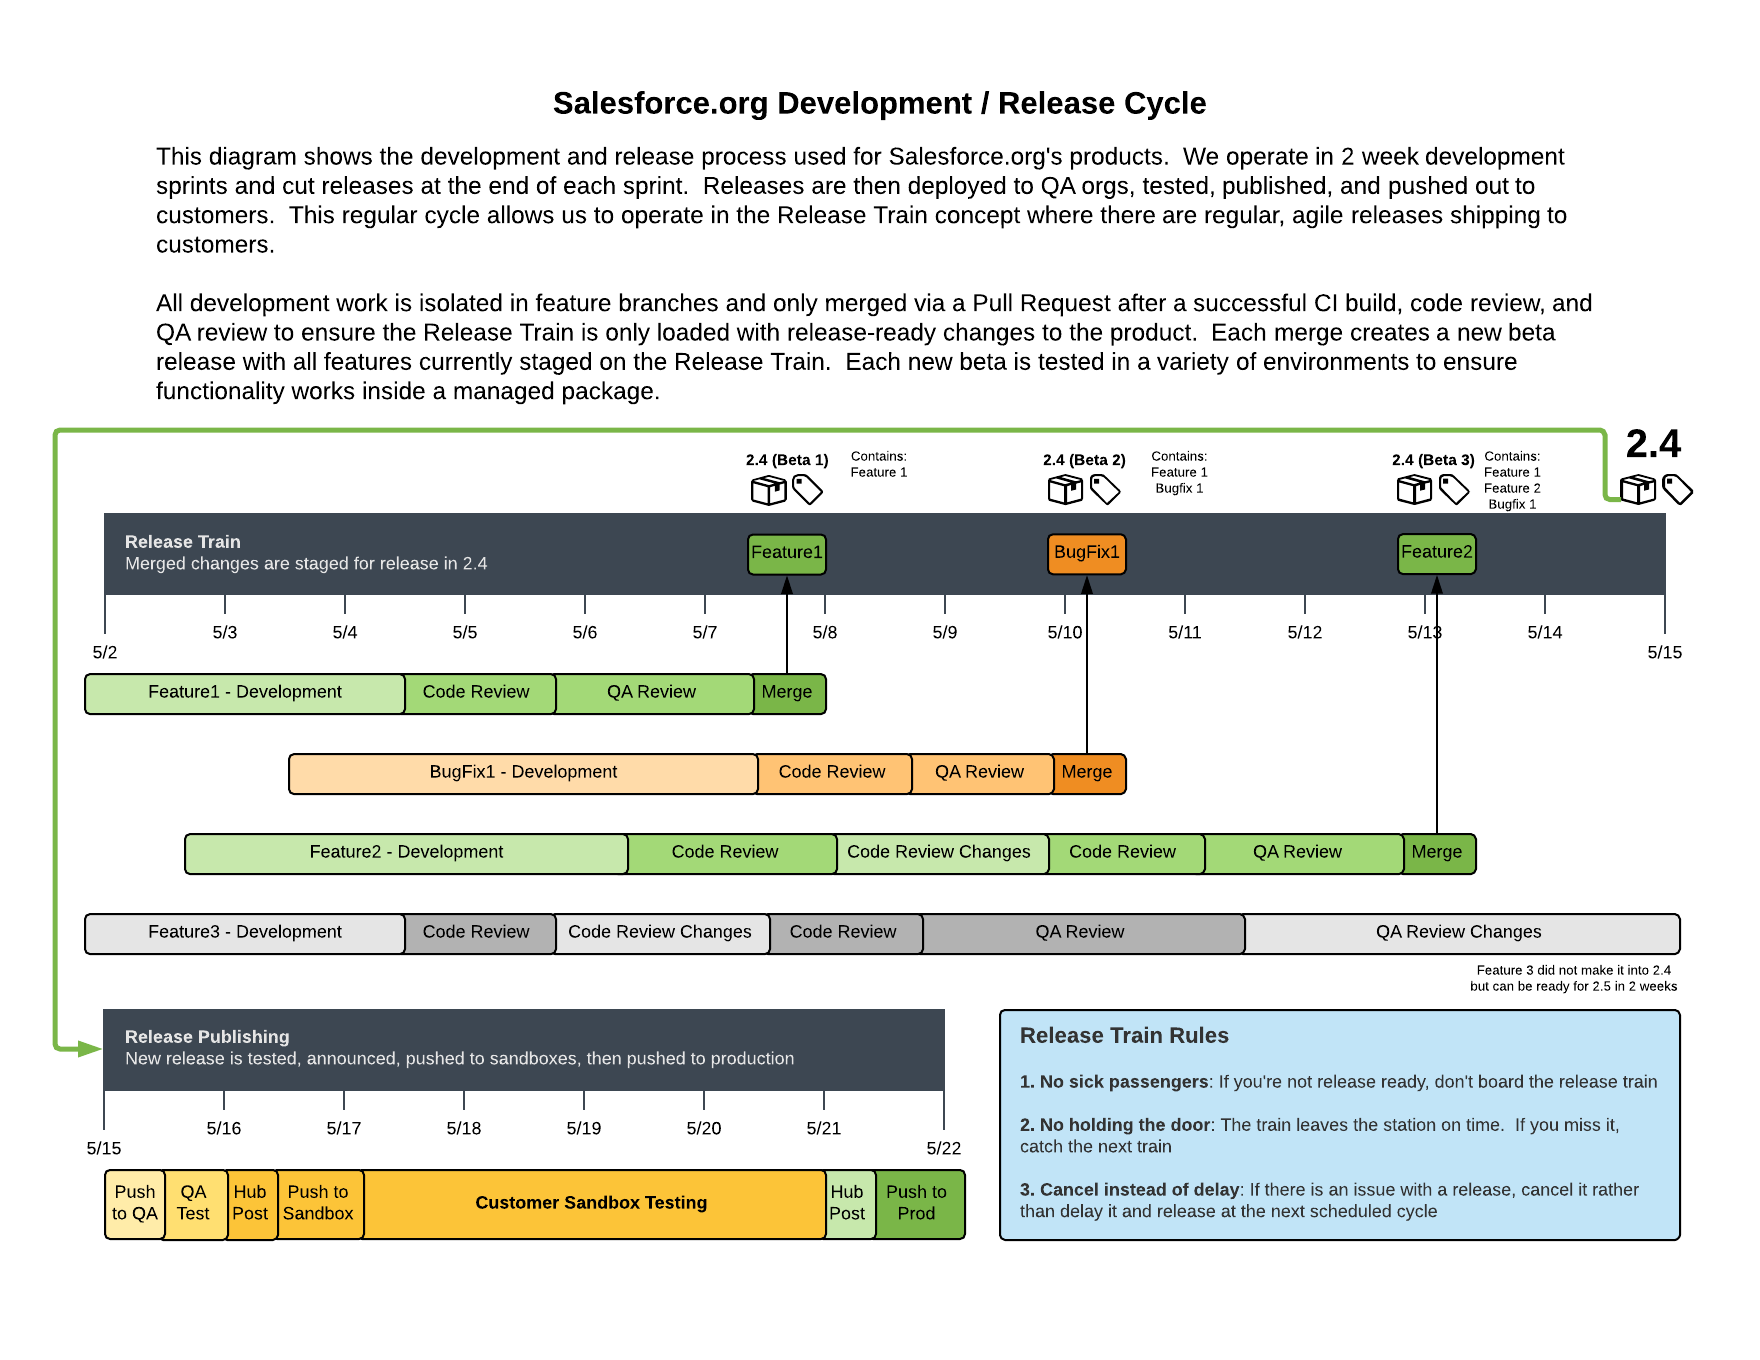 Salesforce.org Development / Release Cycle
This diagram shows the development and release process used for Salesforce.org's products.  We operate in 2 week development
sprints and cut releases at the end of each sprint.  Releases are then deployed to QA orgs, tested, published, and pushed out to
customers.  This regular cycle allows us to operate in the Release Train concept where there are regular, agile releases shipping to
customers.
All development work is isolated in feature branches and only merged via a Pull Request after a successful CI build, code review, and
QA review to ensure the Release Train is only loaded with release-ready changes to the product.  Each merge creates a new beta
release with all features currently staged on the Release Train.  Each new beta is tested in a variety of environments to ensure
functionality works inside a managed package.
2.4 (Beta 1)
Contains:
Feature 1
2.4 (Beta 2)
Contains:
Feature 1
Bugfix 1
2.4 (Beta 3)
Contains:
Feature 1
Feature 2
Bugfix 1
2.4
Release Train
Merged changes are staged for release in 2.4
Feature1
BugFix1
Feature2
5/2
5/3
5/4
5/5
5/6
5/7
5/8
5/9
5/10
5/11
5/12
5/13
5/14
5/15
Feature1 - Development
Code Review
QA Review
Merge
BugFix1 - Development
Code Review
QA Review
Merge
Feature2 - Development
Code Review
Code Review Changes
Code Review
QA Review
Merge
Feature3 - Development
Code Review
Code Review Changes
Code Review
QA Review
QA Review Changes
Feature 3 did not make it into 2.4
but can be ready for 2.5 in 2 weeks
Release Publishing
New release is tested, announced, pushed to sandboxes, then pushed to production
5/15
5/16
5/17
5/18
5/19
5/20
5/21
5/22
Push
to QA
QA
Test
Hub
Post
Push to
Sandbox
Customer Sandbox Testing
Hub
Post
Push to
Prod
Release Train Rules
1. No sick passengers: If you're not release ready, don't board the release train
2. No holding the door: The train leaves the station on time.  If you miss it,
catch the next train
3. Cancel instead of delay: If there is an issue with a release, cancel it rather
than delay it and release at the next scheduled cycle